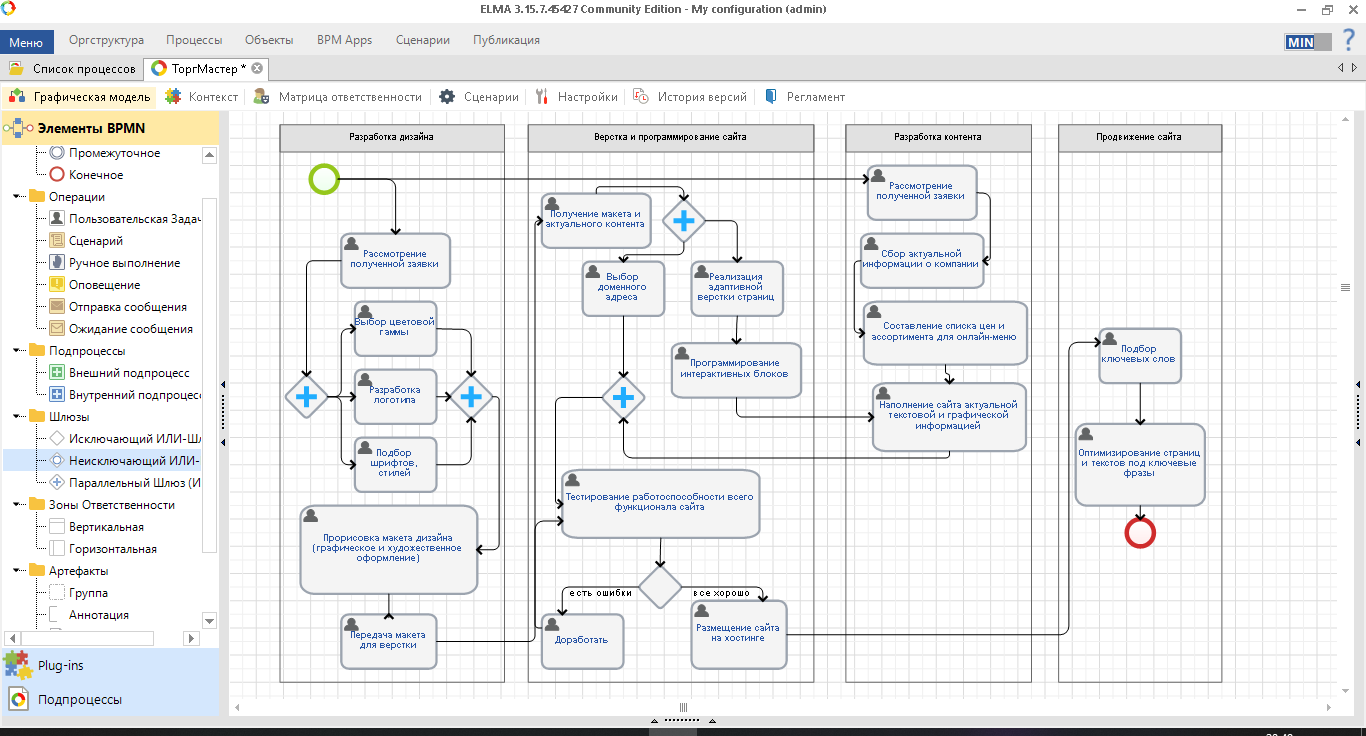 ELMA 3.15.7.45427 Community Edition - My configuration (admin)
Меню
Оргструктура
Процессы
Объекты
BPM Apps
Сценарии
Публикация
MIN
?
Список процессов
ТоргМастер *
Графическая модель
Контекст
Матрица ответственности
Сценарии
Настройки
История версий
Регламент
Элементы BPMN
Промежуточное
Конечное
Операции
Пользовательская Задач
Сценарий
Ручное выполнение
Оповещение
Отправка сообщения
Ожидание сообщения
Подпроцессы
Внешний подпроцесс
Внутренний подпроцесс
Шлюзы
Исключающий ИЛИ-Ш
Неисключающий ИЛИ-
Параллельный Шлюз (И
Зоны Ответственности
Вертикальная
Горизонтальная
Артефакты
Группа
Аннотация
Plug-ins
Подпроцессы
Разработка дизайна
Рассмотрение
полученной заявки
Выбор цветовой
гаммы
Разработка
логотипа
Подбор
шрифтов,
стилей
Прорисовка макета дизайна
(графическое и художественное
оформление)
Передача макета
для верстки
Верстка и программирование сайта
Получение макета и
актуального контента
Выбор
доменного
адреса
Реализация
адаптивной
верстки страниц
Программирование
интерактивных блоков
Тестирование работоспособности всего
функционала сайта
есть ошибки
все хорошо
Доработать
Размещение сайта
на хостинге
Разработка контента
Рассмотрение
полученной заявки
Сбор актуальной
информации о компании
Составление списка цен и
ассортимента для онлайн-меню
Наполнение сайта актуальной
текстовой и графической
информацией
Продвижение сайта
Подбор
ключевых слов
Оптимизирование страниц
и текстов под ключевые
фразы